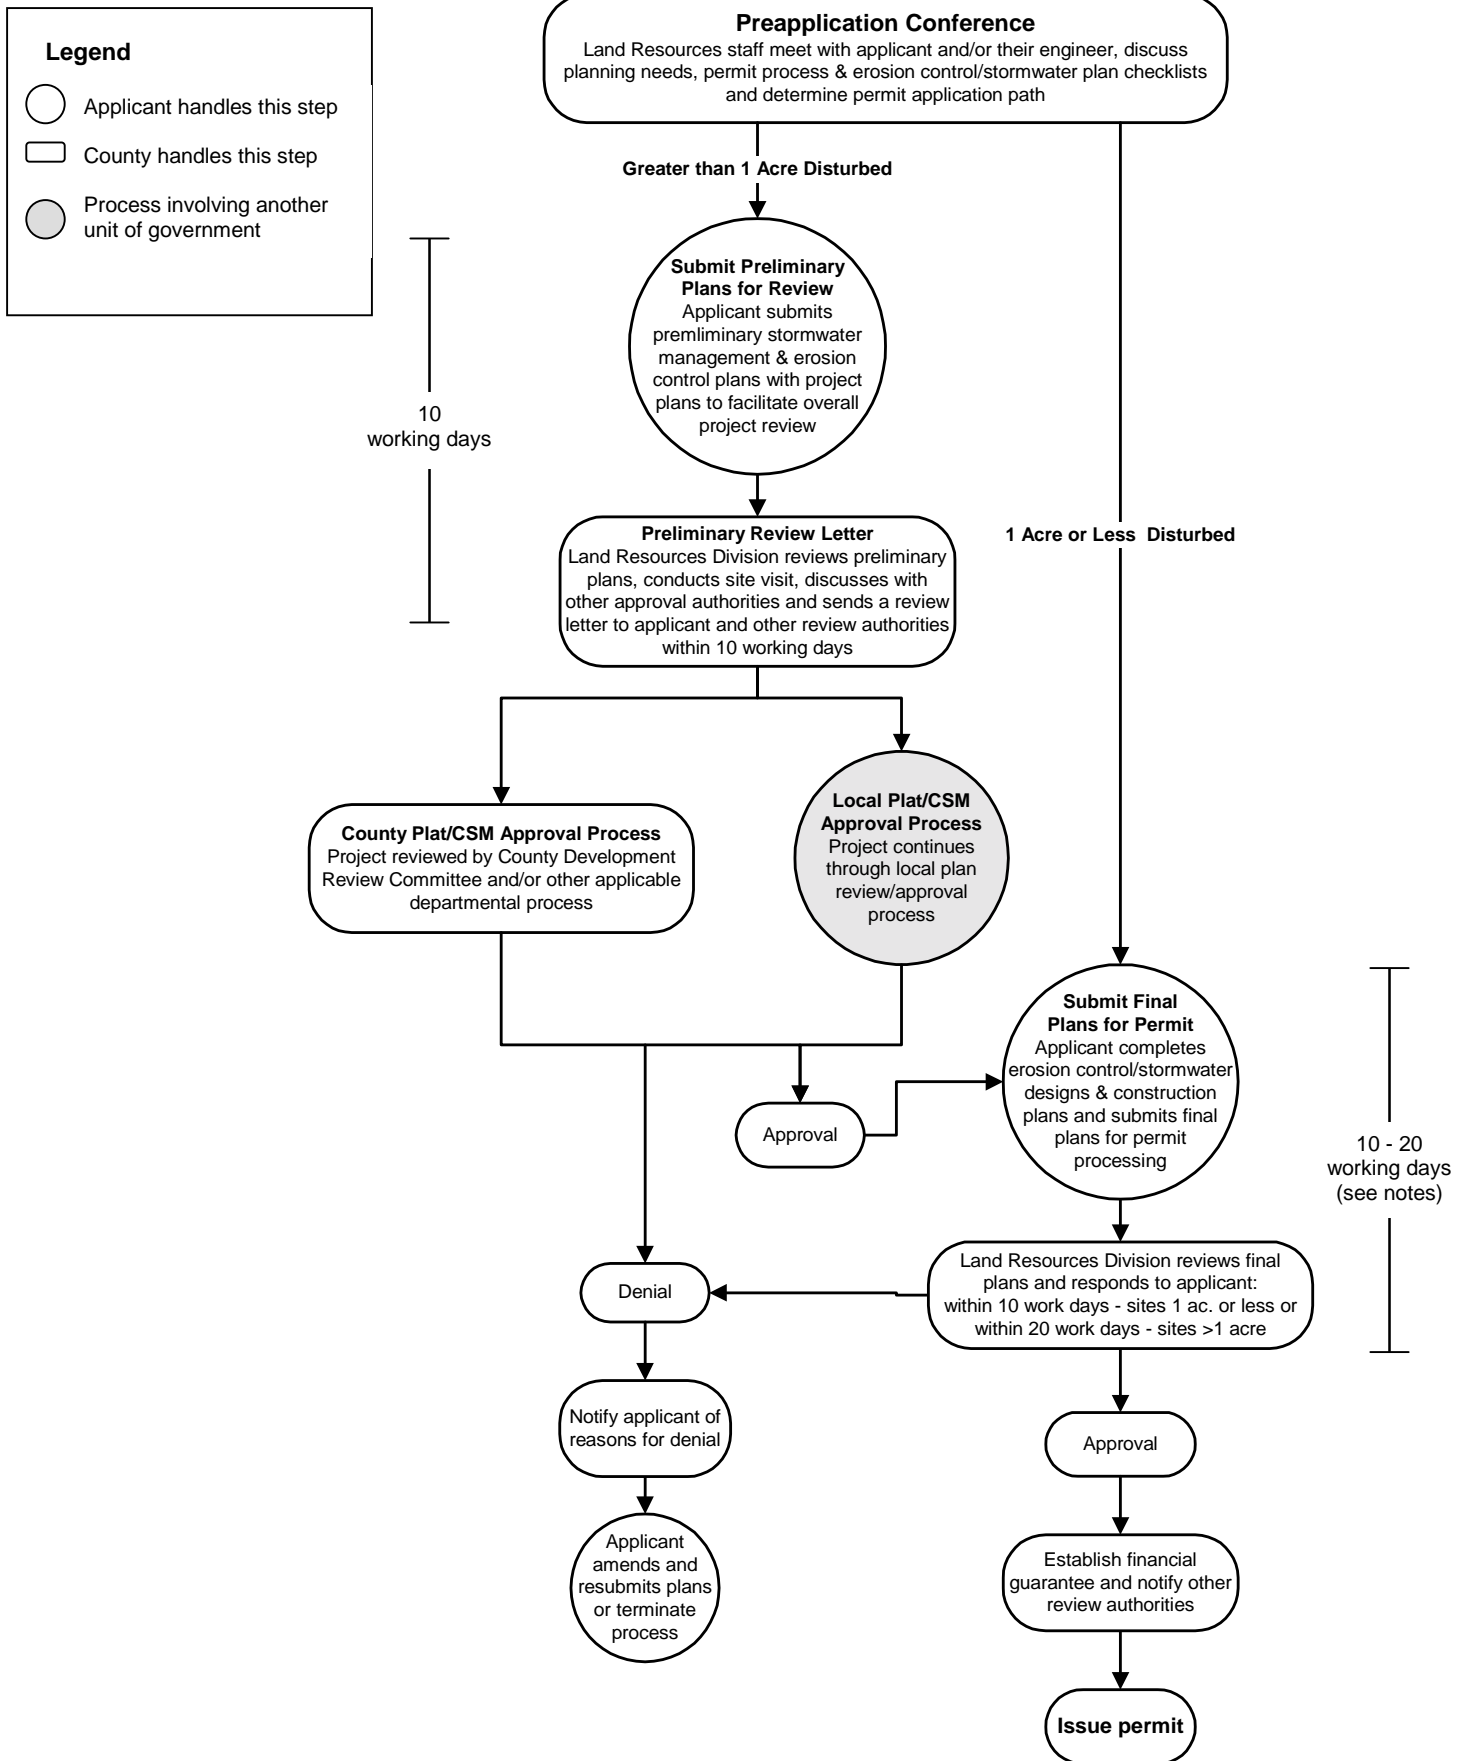 Preapplication Conference
Land Resources staff meet with applicant and/or their engineer, discuss
planning needs, permit process & erosion control/stormwater plan checklists
and determine permit application path
Legend
Applicant handles this step
County handles this step
Process involving another
unit of government
Greater than 1 Acre Disturbed
Submit Preliminary
Plans for Review
Applicant submits
premliminary stormwater
management & erosion
control plans with project
plans to facilitate overall
project review
10
working days
Preliminary Review Letter
Land Resources Division reviews preliminary
plans, conducts site visit, discusses with
other approval authorities and sends a review
letter to applicant and other review authorities
within 10 working days
1 Acre or Less Disturbed
County Plat/CSM Approval Process
Project reviewed by County Development
Review Committee and/or other applicable
departmental process
Local Plat/CSM
Approval Process
Project continues
through local plan
review/approval
process
Submit Final
Plans for Permit
Applicant completes
erosion control/stormwater
designs & construction
plans and submits final
plans for permit
processing
Approval
10 - 20
working days
(see notes)
Land Resources Division reviews final
plans and responds to applicant:
within 10 work days - sites 1 ac. or less or
within 20 work days - sites >1 acre
Denial
Notify applicant of
reasons for denial
Approval
Applicant
amends and
resubmits plans
or terminate
process
Establish financial
guarantee and notify other
review authorities
Issue permit